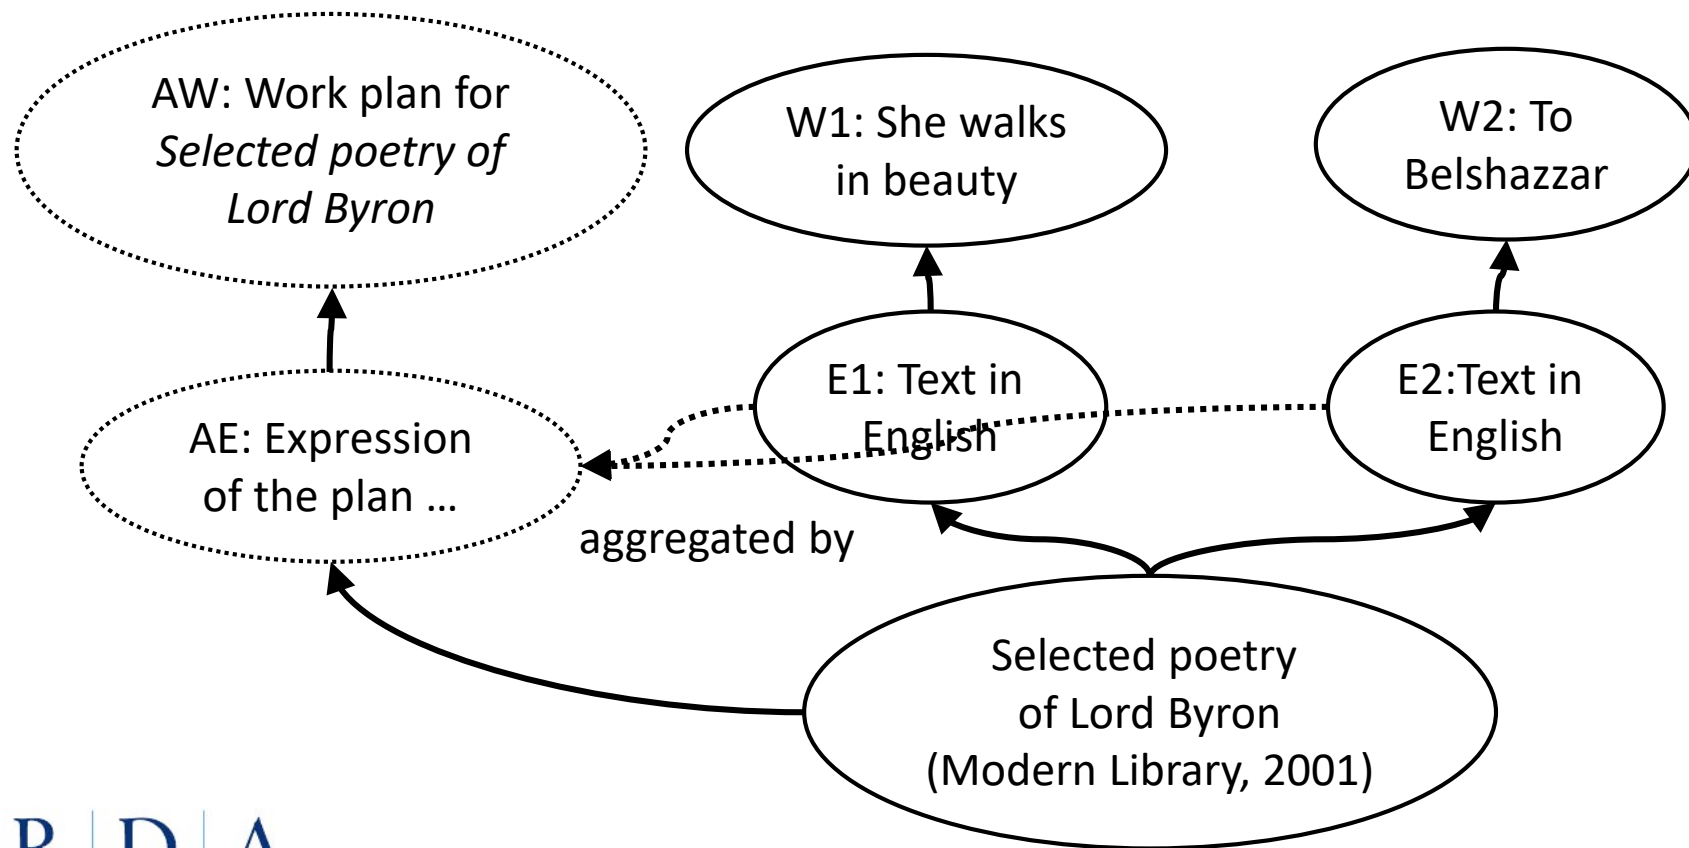 AW: Work plan for
Selected poetry of
Lord Byron
W1: She walks
in beauty
W2: To
Belshazzar
AE: Expression
of the plan ...
E1: Text in
English
E2:Text in
English
aggregated by
Selected poetry
of Lord Byron
(Modern Library, 2001)
R D A